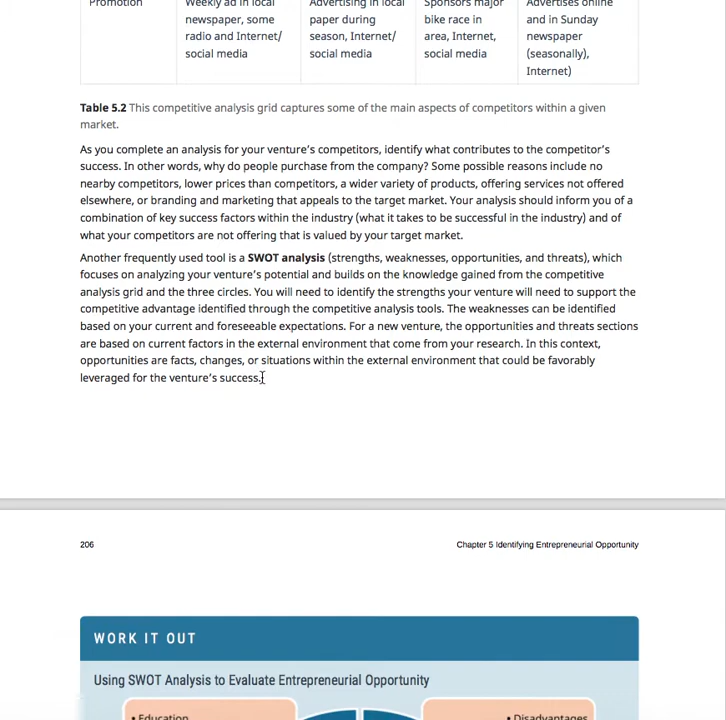 Promotion
Weekly ad in local
newspaper, some
radio and Internet/
social media
Advertising in local
paper during
season, Internet/
social media
Sponsors major
bike race in
area, Internet,
social media
Advertises online
and in Sunday
newspaper
(seasonally),
Internet)
Table 5.2 This competitive analysis grid captures some of the main aspects of competitors within a given
market.
As you complete an analysis for your venture’s competitors, identify what contributes to the competitor’s
success. In other words, why do people purchase from the company? Some possible reasons include no
nearby competitors, lower prices than competitors, a wider variety of products, offering services not offered
elsewhere, or branding and marketing that appeals to the target market. Your analysis should inform you of a
combination of key success factors within the industry (what it takes to be successful in the industry) and of
what your competitors are not offering that is valued by your target market.
Another frequently used tool is a SWOT analysis (strengths, weaknesses, opportunities, and threats), which
focuses on analyzing your venture’s potential and builds on the knowledge gained from the competitive
analysis grid and the three circles. You will need to identify the strengths your venture will need to support the
competitive advantage identified through the competitive analysis tools. The weaknesses can be identified
based on your current and foreseeable expectations. For a new venture, the opportunities and threats sections
are based on current factors in the external environment that come from your research. In this context,
opportunities are facts, changes, or situations within the external environment that could be favorably
leveraged for the venture’s success.
206
Chapter 5 Identifying Entrepreneurial Opportunity
WORK IT OUT
Using SWOT Analysis to Evaluate Entrepreneurial Opportunity
• Education
• Disadvantages